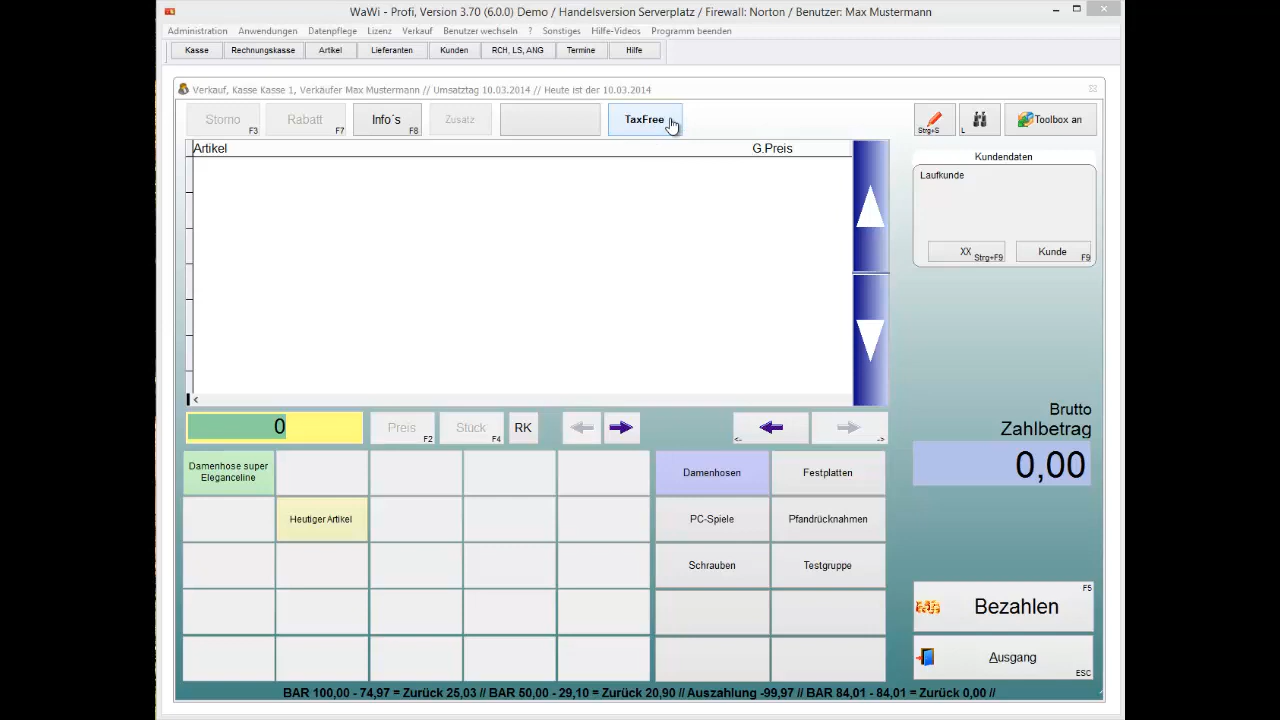 WaWi - Profi, Version 3.70 (6.0.0) Demo / Handelsversion Serverplatz / Firewall: Norton / Benutzer: Max Mustermann
Administration Anwendungen Datenpflege Lizenz Verkauf Benutzer wechseln ? Sonstiges Hilfe-Videos Programm beenden
Kasse Rechnungskasse Artikel Lieferanten Kunden RCH, LS, ANG Termine Hilfe
Verkauf, Kasse Kasse 1, Verkäufer Max Mustermann // Umsatztag 10.03.2014 // Heute ist der 10.03.2014
Storno F3 Rabatt F7 Info´s F8 Zusatz TaxFree Strg+S L Toolbox an
Artikel G.Preis
Kundendaten
Laufkunde
XX Strg+F9 Kunde F9
<
0 Preis F2 Stück F4 RK <- ->
Brutto
Zahlbetrag
0,00
Damenhose super
Eleganceline
Damenhosen Festplatten
Heutiger Artikel PC-Spiele Pfandrücknahmen
Schrauben Testgruppe
Bezahlen F5
Ausgang ESC
BAR 100,00 - 74,97 = Zurück 25,03 // BAR 50,00 - 29,10 = Zurück 20,90 // Auszahlung -99,97 // BAR 84,01 - 84,01 = Zurück 0,00 //